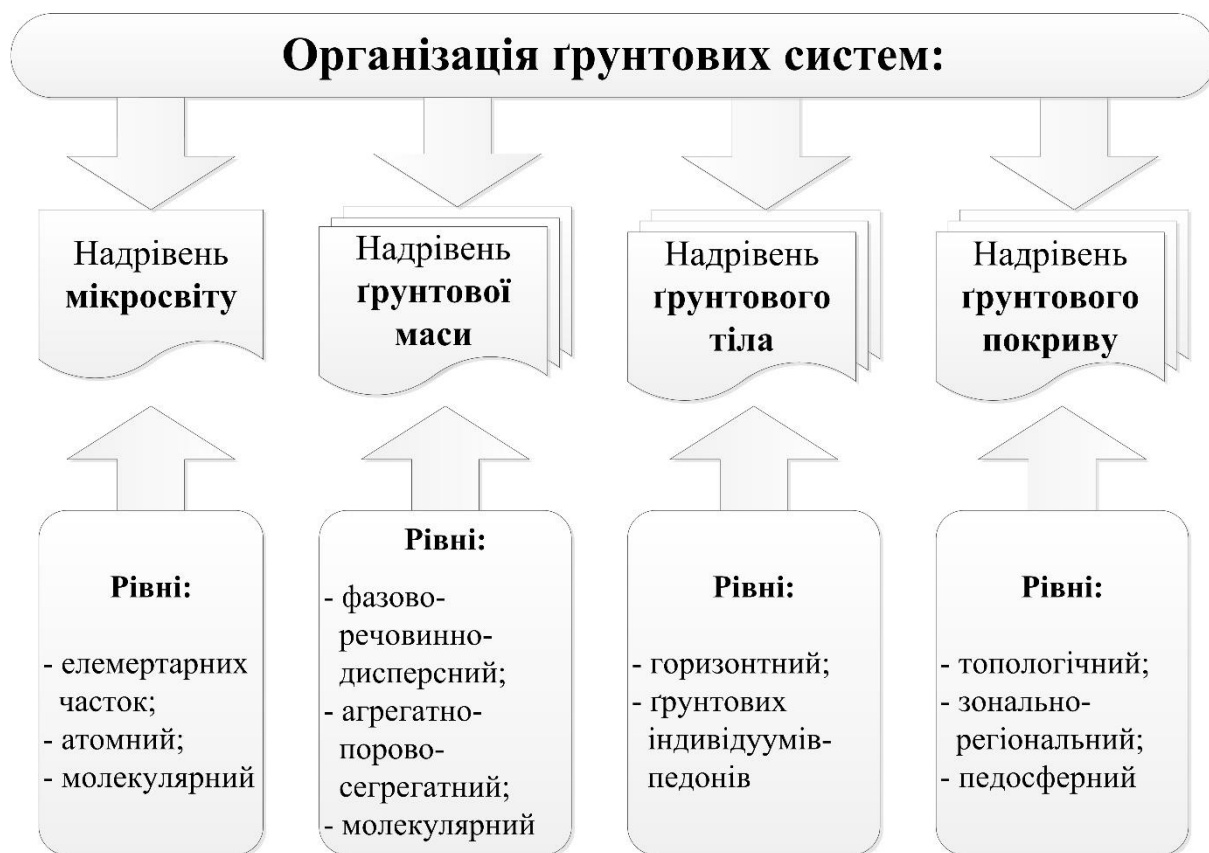 Організація ґрунтових систем:
Надрівень
мікросвіту
Надрівень
ґрунтової
маси
Надрівень
ґрунтового
тіла
Надрівень
ґрунтового
покриву
Рівні:
- елемертарних
часток;
- атомний;
- молекулярний
Рівні:
- фазово-
речовинно-
дисперсний;
- агрегатно-
порово-
сегрегатний;
- молекулярний
Рівні:
- горизонтний;
- ґрунтових
індивідуумів-
педонів
Рівні:
- топологічний;
- зонально-
регіональний;
- педосферний